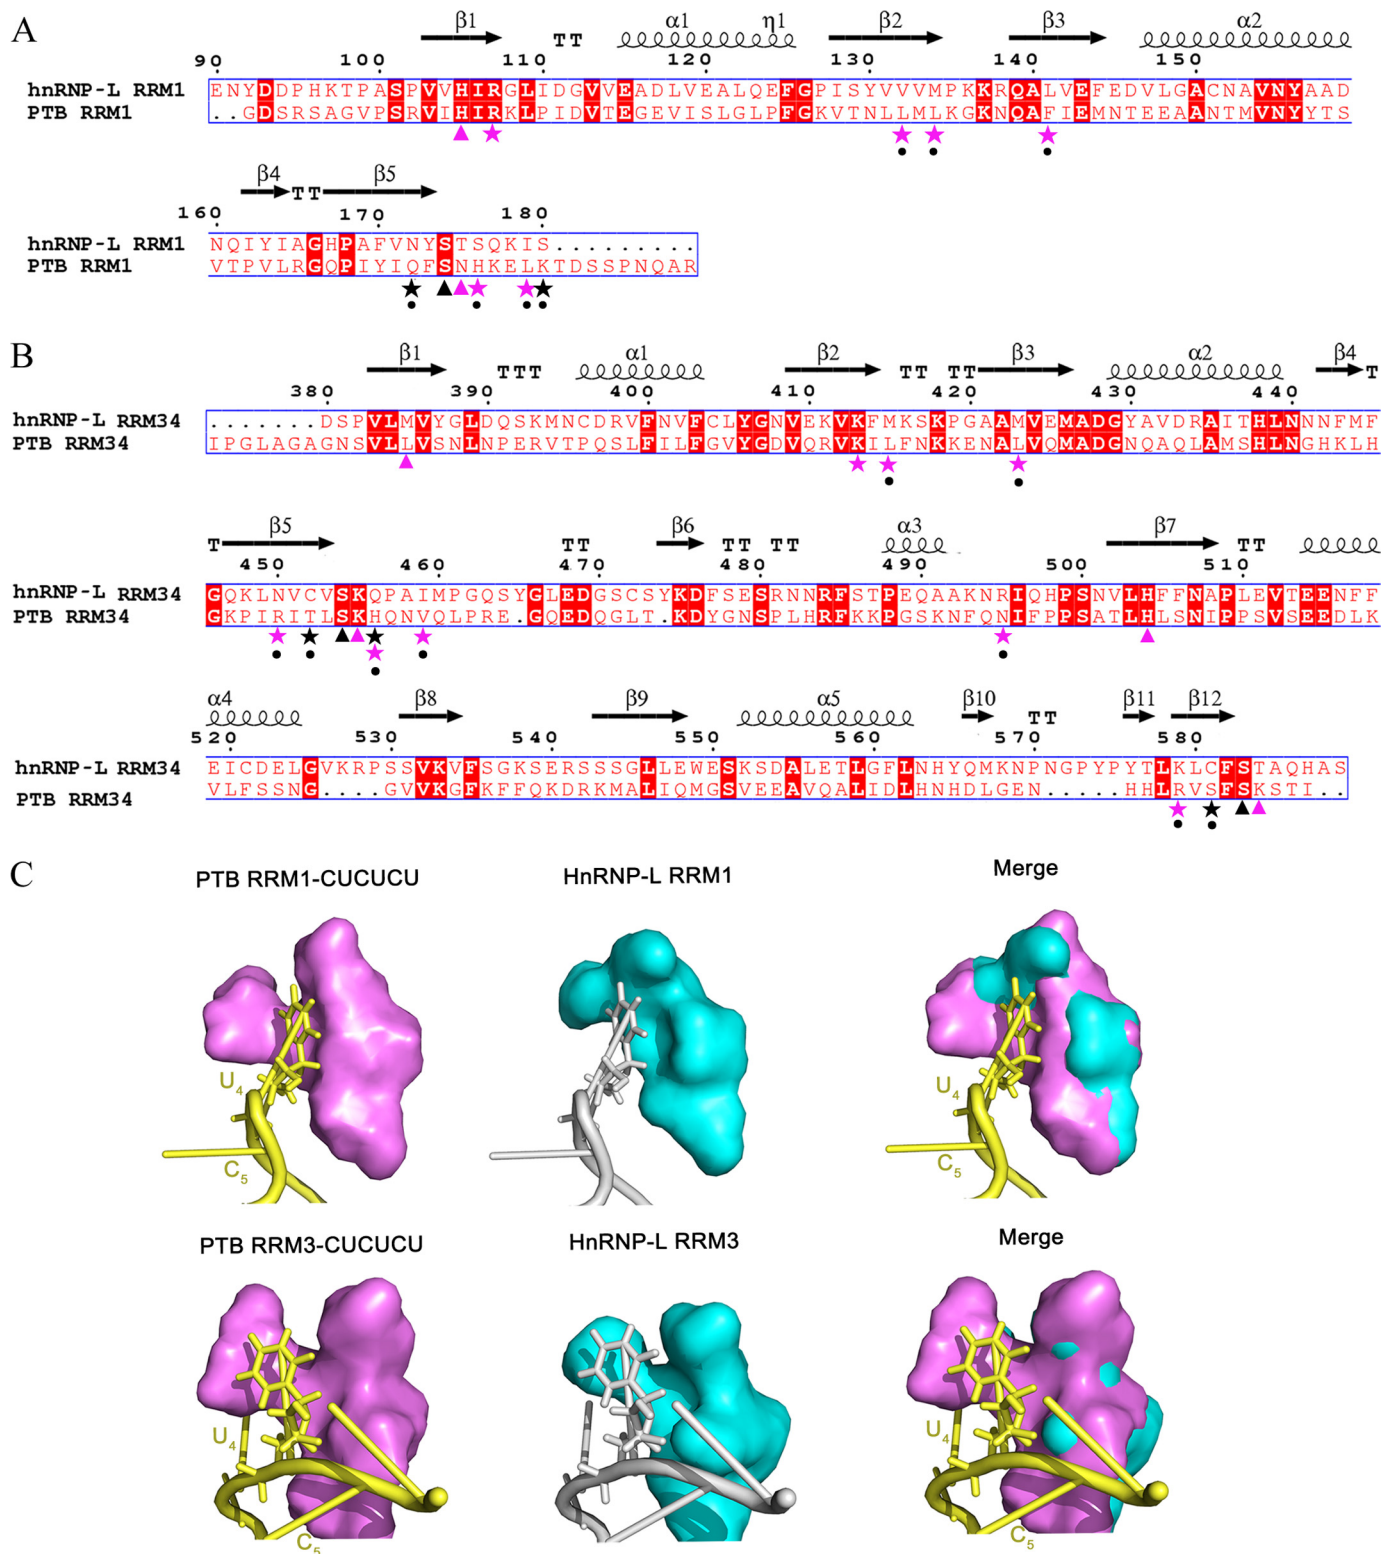 A
β1 TT α1 η1 β2 β3 α2
90 100 110 120 130 140 150
hnRNP-L RRM1 ENYDDPHKTPASPVVHIRGLIDGVVEADLVEALQEFGPISYVVVMPKKRQALVEFEDVLGACNAVNYAAD
PTB RRM1 ..GDSRSAGVPSRVIHIRKLPIDVTEGEVISLGLPFGKVTNLLMLKGKNQAFIEMNTEEAANTMVNYYTS
β4 TT β5
160 170 180
hnRNP-L RRM1 NQIYIAGHPAFVNYSTSQKIS.........
PTB RRM1 VTPVLRGQPIYIQFSNHKELKTDSSPNQAR
B
β1 TTT α1 β2 TT TT β3 α2 β4 T
380 390 400 410 420 430 440
hnRNP-L RRM34 .......DSPVLMVYGLDQSKMNCDRVFNVFCLYGNVEKVKFMKSKPGAAMVEMADGYAVDRAITHLNNNFMF
PTB RRM34 IPGLAGAGNSVLLVSNLNPERVTPQSLFILFGVYGDVQRVKILFNKKENALVQMADGNQAQLAMSHLNGHKLH
T β5 TT β6 TT TT α3 β7 TT
450 460 470 480 490 500 510
hnRNP-L RRM34 GQKLNVCVSKQPAIMPGQSYGLEDGSCSYKDFSESRNNRFSTPEQAAKNRIQHPSNVLHFFNAPLEVTEENFF
PTB RRM34 GKPIRITLSKHQNVQLPRE.GQEDQGLT.KDYGNSPLHRFKKPGSKNFQNIFPPSATLHLSNIPPSVSEEDLK
α4 β8 β9 α5 β10 TT β11 β12
520 530 540 550 560 570 580
hnRNP-L RRM34 EICDELGVKRPSSVKVFSGKSERSSSGLLEWESKSDALETLGFLNHYQMKNPNGPYPYTLKLCFSTAQHAS
PTB RRM34 VLFSSNG....GVVKGFKFFQKDRKMALIQMGSVEEAVQALIDLHNHDLGEN.....HHLRVSFSKSTI..
C
PTB RRM1-CUCUCU HnRNP-L RRM1 Merge
U4 U4
C5 C5
PTB RRM3-CUCUCU HnRNP-L RRM3 Merge
U4 U4
C5 C5